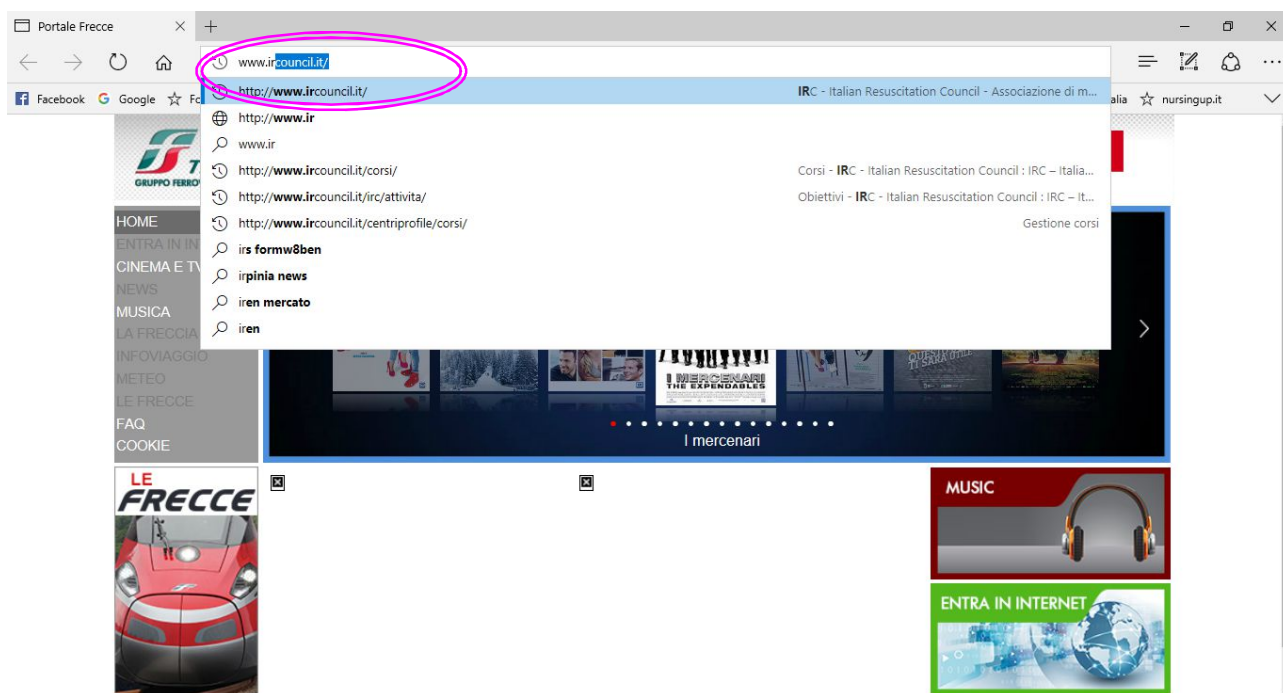 Portale Frecce
www.ircouncil.it/
Facebook
Google
nursingup.it
http://www.ircouncil.it/
IRC - Italian Resuscitation Council - Associazione di m...
http://www.ir
www.ir
http://www.ircouncil.it/corsi/
Corsi - IRC - Italian Resuscitation Council : IRC – Italia...
http://www.ircouncil.it/irc/attivita/
Obiettivi - IRC - Italian Resuscitation Council : IRC – It...
http://www.ircouncil.it/centriprofile/corsi/
Gestione corsi
irs formw8ben
irpinia news
iren mercato
iren
HOME
ENTRA IN IN
CINEMA E TV
NEWS
MUSICA
LA FRECCIA
INFOVIAGGIO
METEO
LE FRECCE
FAQ
COOKIE
I MERCENARI
THE EXPENDABLES
I mercenari
LE
FRECCE
MUSIC
ENTRA IN INTERNET